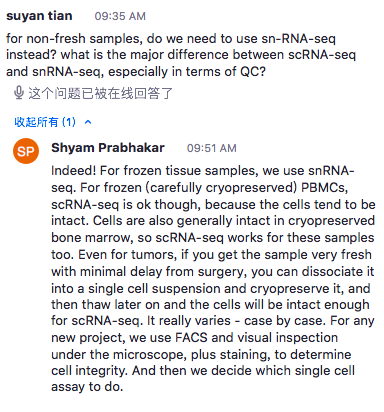 suyan tian 09:35 AM
for non-fresh samples, do we need to use sn-RNA-seq
instead? what is the major difference between scRNA-seq
and snRNA-seq, especially in terms of QC?
这个问题已被在线回答了
收起所有 (1)
SP Shyam Prabhakar 09:51 AM
Indeed! For frozen tissue samples, we use snRNA-
seq. For frozen (carefully cryopreserved) PBMCs,
scRNA-seq is ok though, because the cells tend to be
intact. Cells are also generally intact in cryopreserved
bone marrow, so scRNA-seq works for these samples
too. Even for tumors, if you get the sample very fresh
with minimal delay from surgery, you can dissociate it
into a single cell suspension and cryopreserve it, and
then thaw later on and the cells will be intact enough
for scRNA-seq. It really varies - case by case. For any
new project, we use FACS and visual inspection
under the microscope, plus staining, to determine
cell integrity. And then we decide which single cell
assay to do.